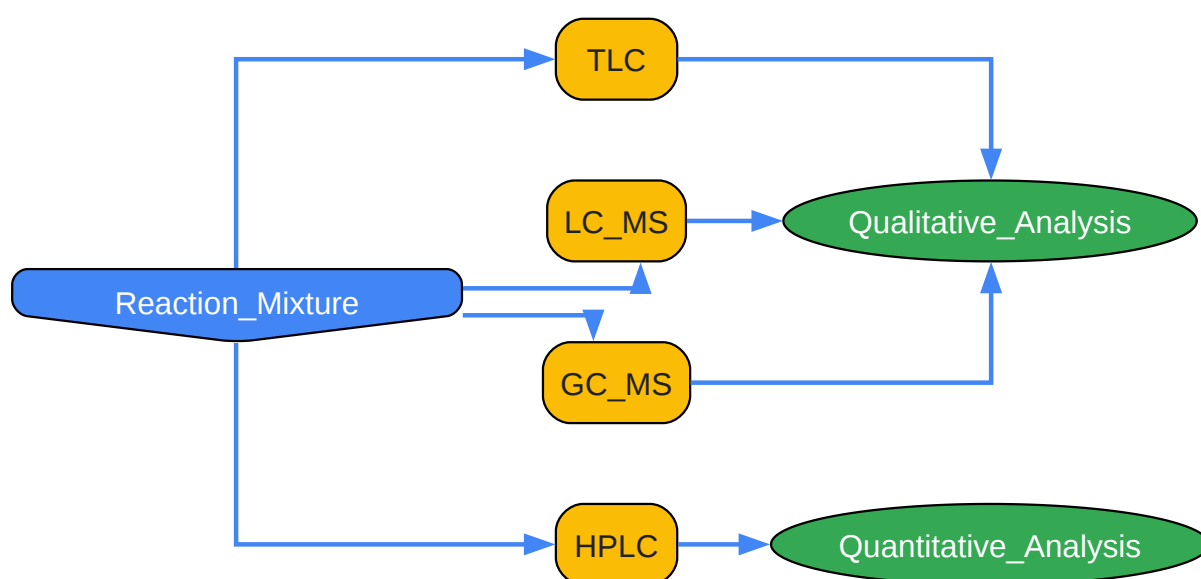 TLC
LC_MS
Qualitative_Analysis
Reaction_Mixture
GC_MS
HPLC
Quantitative_Analysis